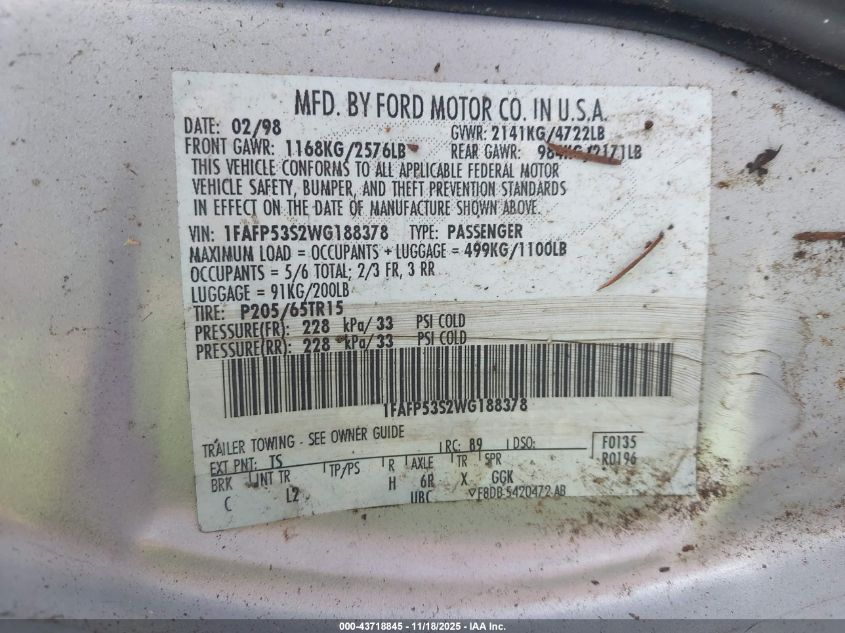 MFD. BY FORD MOTOR CO. IN U.S.A.
DATE: 02/98 GVWR: 2141KG/4722LB
FRONT GAWR: 1168KG/2576LB REAR GAWR: 984KG/2171LB
THIS VEHICLE CONFORMS TO ALL APPLICABLE FEDERAL MOTOR
VEHICLE SAFETY, BUMPER, AND THEFT PREVENTION STANDARDS
IN EFFECT ON THE DATE OF MANUFACTURE SHOWN ABOVE.
VIN: 1FAFP53S2WG188378 TYPE: PASSENGER
MAXIMUM LOAD = OCCUPANTS + LUGGAGE = 499KG/1100LB
OCCUPANTS = 5/6 TOTAL; 2/3 FR, 3 RR
LUGGAGE = 91KG/200LB
TIRE: P205/65TR15
PRESSURE(FR): 228 kPa/33 PSI COLD
PRESSURE(RR): 228 kPa/33 PSI COLD
1FAFP53S2WG188378
TRAILER TOWING - SEE OWNER GUIDE
EXT PNT: TS RC: 89 DSO: F0135
R0196
BRK INT TR TP/PS R AXLE TR SPR
C L2 H 6R X GGK
UBC F8DB-5420472-AB
000-43718845 | 11/18/2025 | IAA Inc.